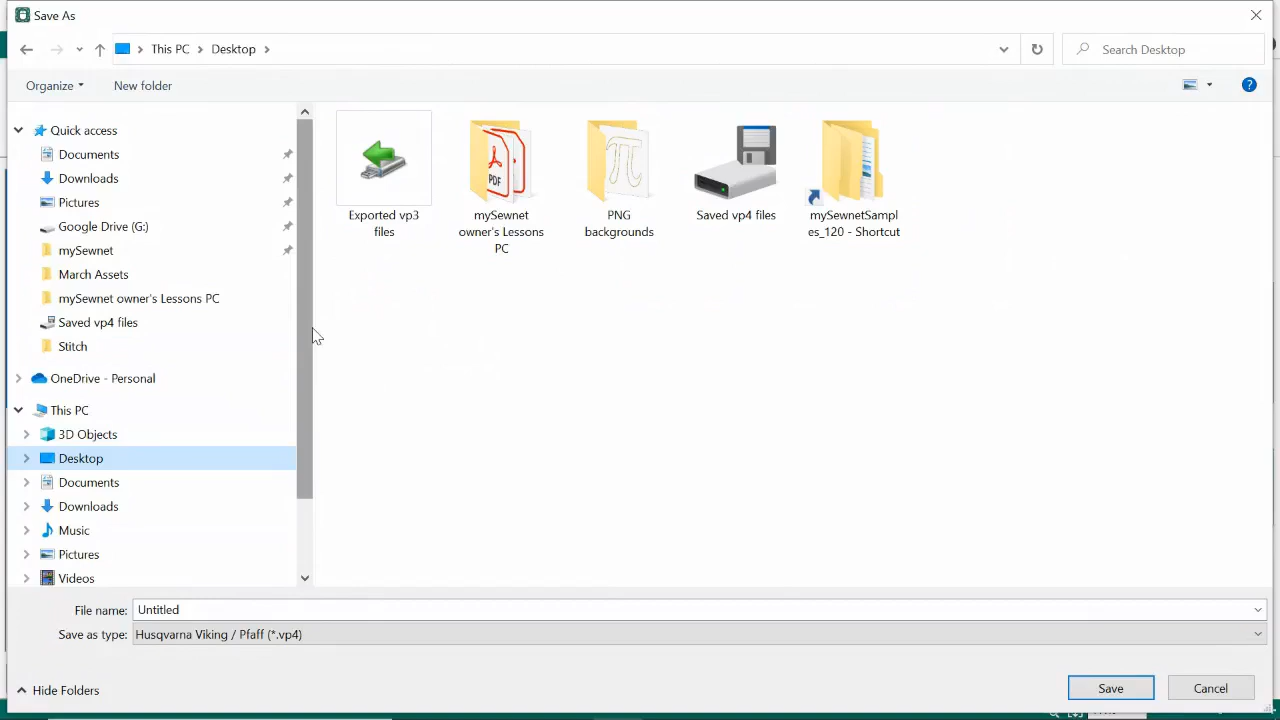 Save As
This PC
Desktop
Search Desktop
Organize
New folder
Quick access
Documents
Downloads
Pictures
Google Drive (G:)
mySewnet
March Assets
mySewnet owner's Lessons PC
Saved vp4 files
Stitch
OneDrive - Personal
This PC
3D Objects
Desktop
Documents
Downloads
Music
Pictures
Videos
Exported vp3
files
PDF
mySewnet
owner's Lessons
PC
PNG
backgrounds
Saved vp4 files
mySewnetSampl
es_120 - Shortcut
File name:
Untitled
Save as type:
Husqvarna Viking / Pfaff (*.vp4)
Hide Folders
Save
Cancel